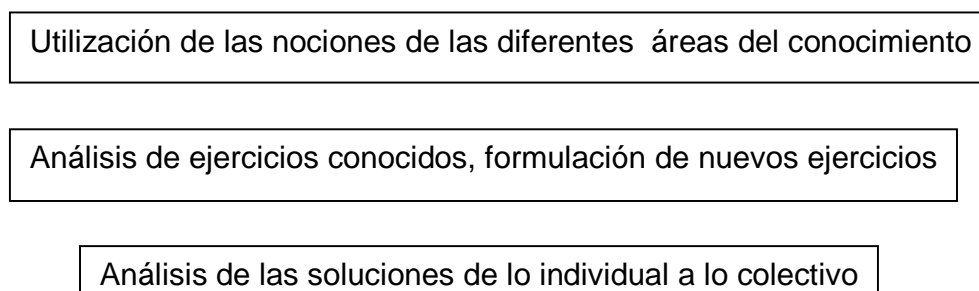 Utilización de las nociones de las diferentes áreas del conocimiento
Análisis de ejercicios conocidos, formulación de nuevos ejercicios
Análisis de las soluciones de lo individual a lo colectivo